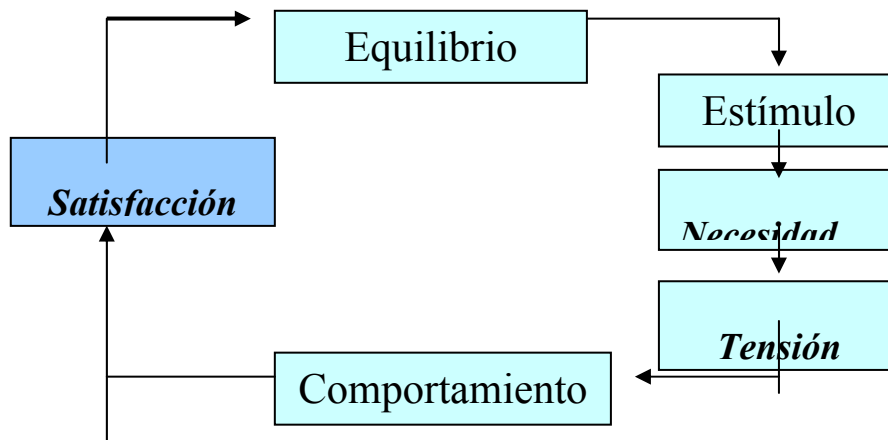 Equilibrio
Estímulo
Satisfacción
Necesidad
Tensión
Comportamiento